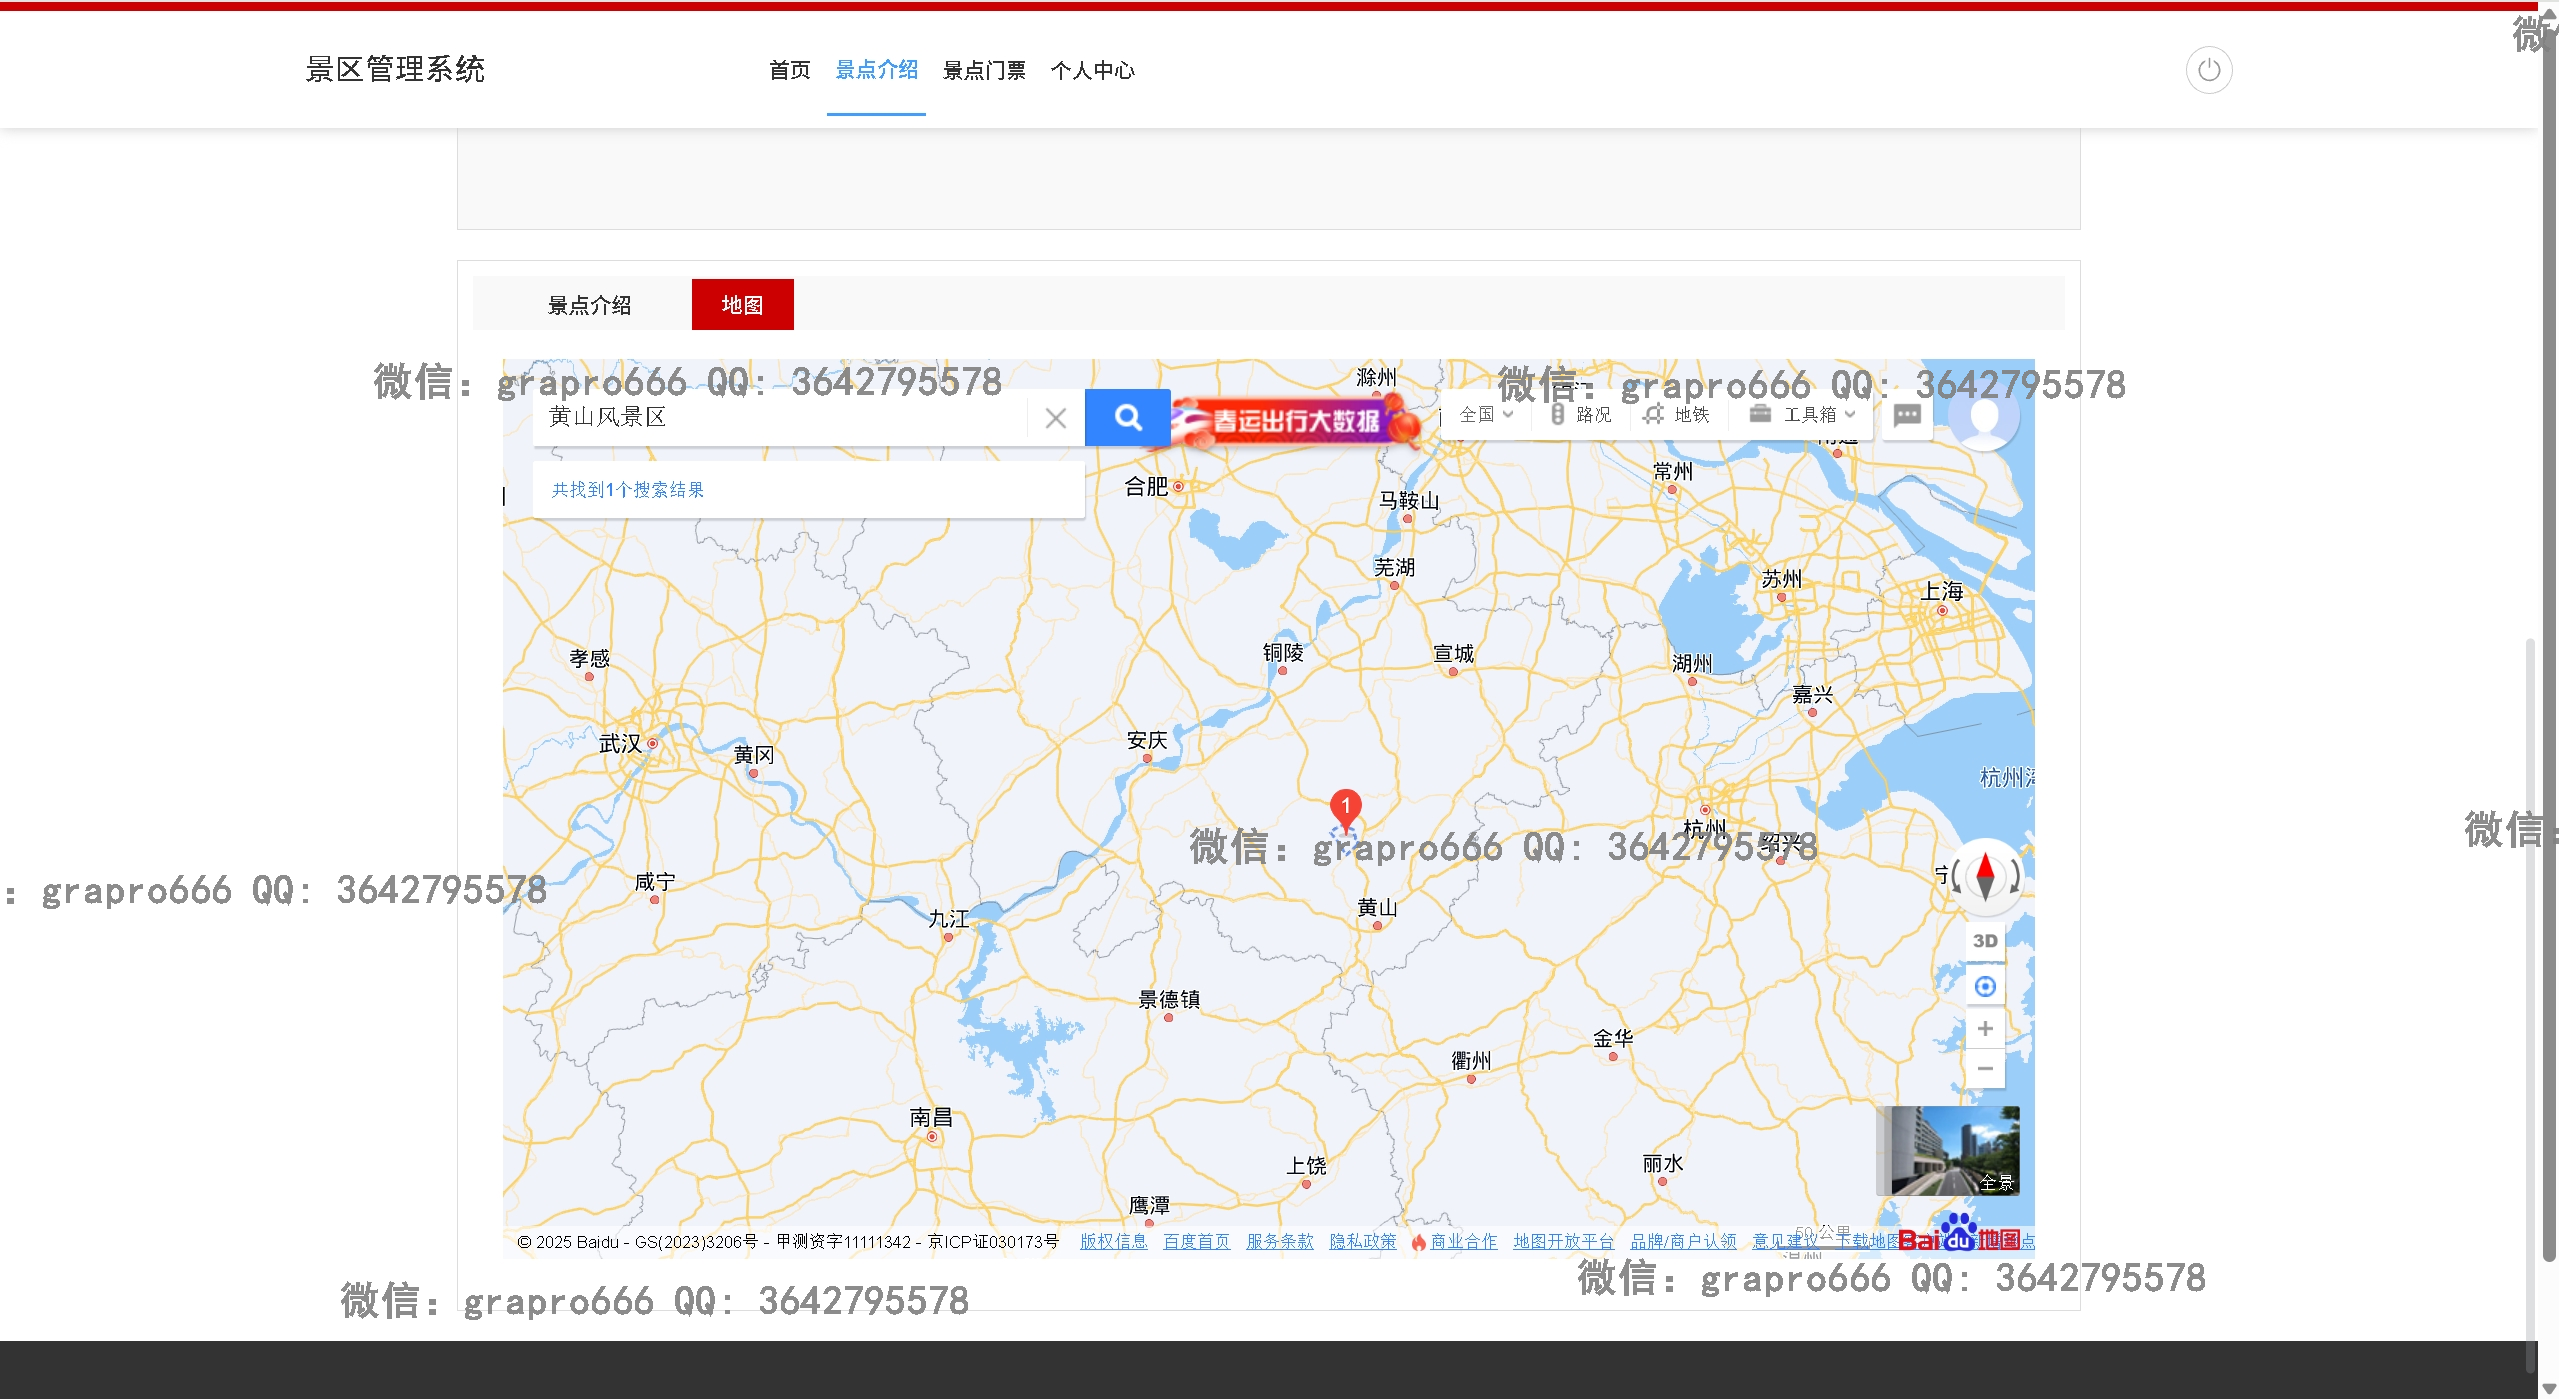 景区管理系统
首页 景点介绍 景点门票 个人中心
景点介绍 地图
微信: grapro666 QQ: 3642795578
微信: grapro666 QQ: 3642795578
滁州
黄山风景区
春运出行大数据
全国 路况 地铁 工具箱
共找到1个搜索结果
合肥
常州
马鞍山
芜湖
苏州
上海
孝感
铜陵
宣城
湖州
嘉兴
武汉
黄冈
安庆
杭州湾
1
杭州
绍兴
微信: grapro666 QQ: 3642795578
微信:
: grapro666 QQ: 3642795578
咸宁
九江
黄山
3D
景德镇
金华
衢州
南昌
上饶
丽水
全景
鹰潭
50 公里
© 2025 Baidu - GS(2023)3206号 - 甲测资字11111342 - 京ICP证030173号 版权信息 百度首页 服务条款 隐私政策 商业合作 地图开放平台 品牌/商户认领 意见建议 下载地图
Baidu地图
微信: grapro666 QQ: 3642795578
微信: grapro666 QQ: 3642795578